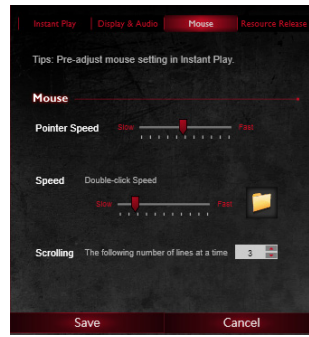 Instant Play Display & Audio Mouse Resource Release
Tips: Pre-adjust mouse setting in Instant Play.
Mouse
Pointer Speed Slow Fast
Speed Double-click Speed
Slow Fast
Scrolling The following number of lines at a time 3
Save Cancel